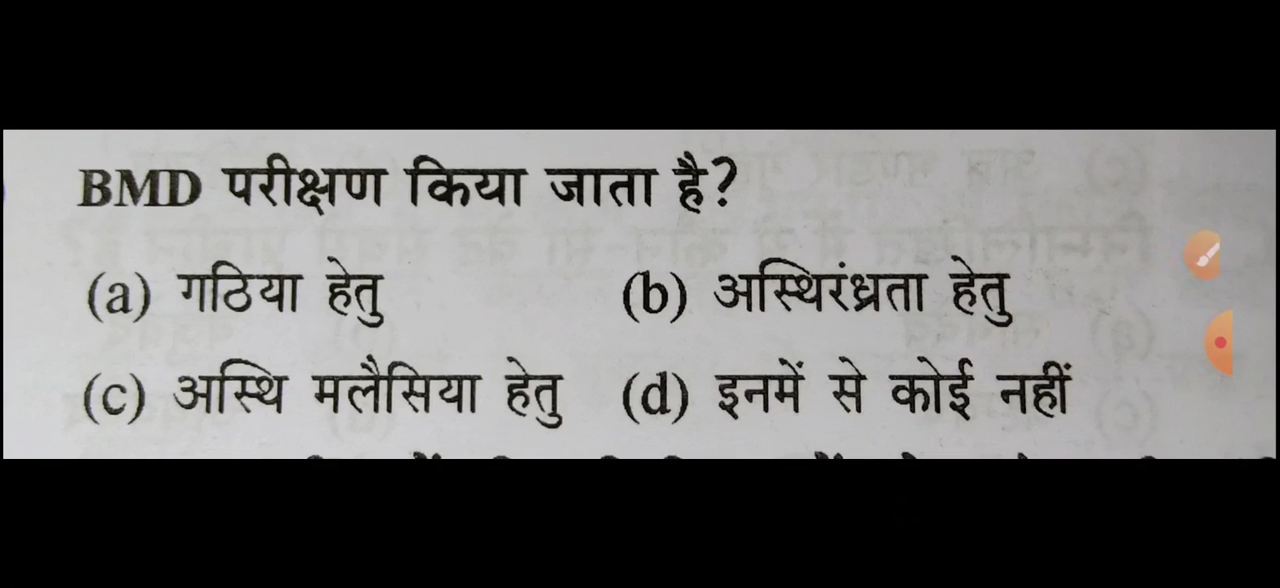 BMD परीक्षण किया जाता है?
(a) गठिया हेतु (b) अस्थिरंध्रता हेतु
(c) अस्थि मलैसिया हेतु (d) इनमें से कोई नहीं